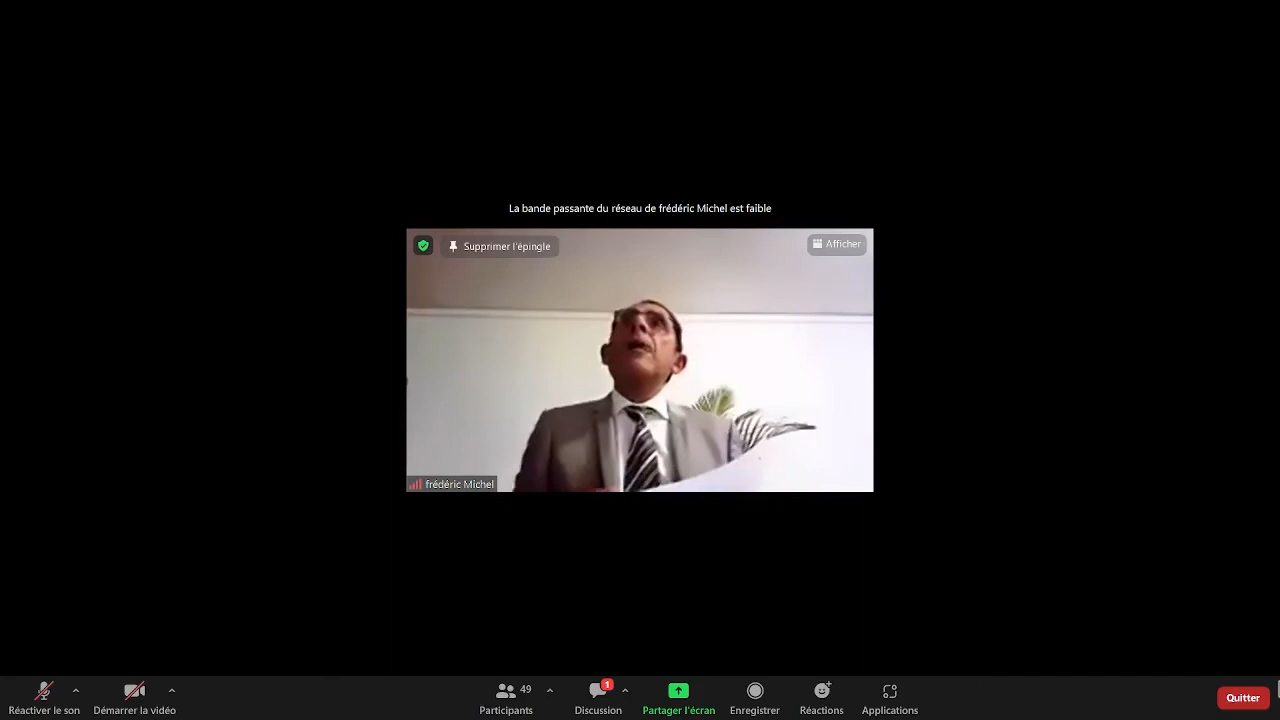 La bande passante du réseau de frédéric Michel est faible
Supprimer l'épingle
Afficher
frédéric Michel
49
1
Réactiver le son
Démarrer la vidéo
Participants
Discussion
Partager l'écran
Enregistrer
Réactions
Applications
Quitter